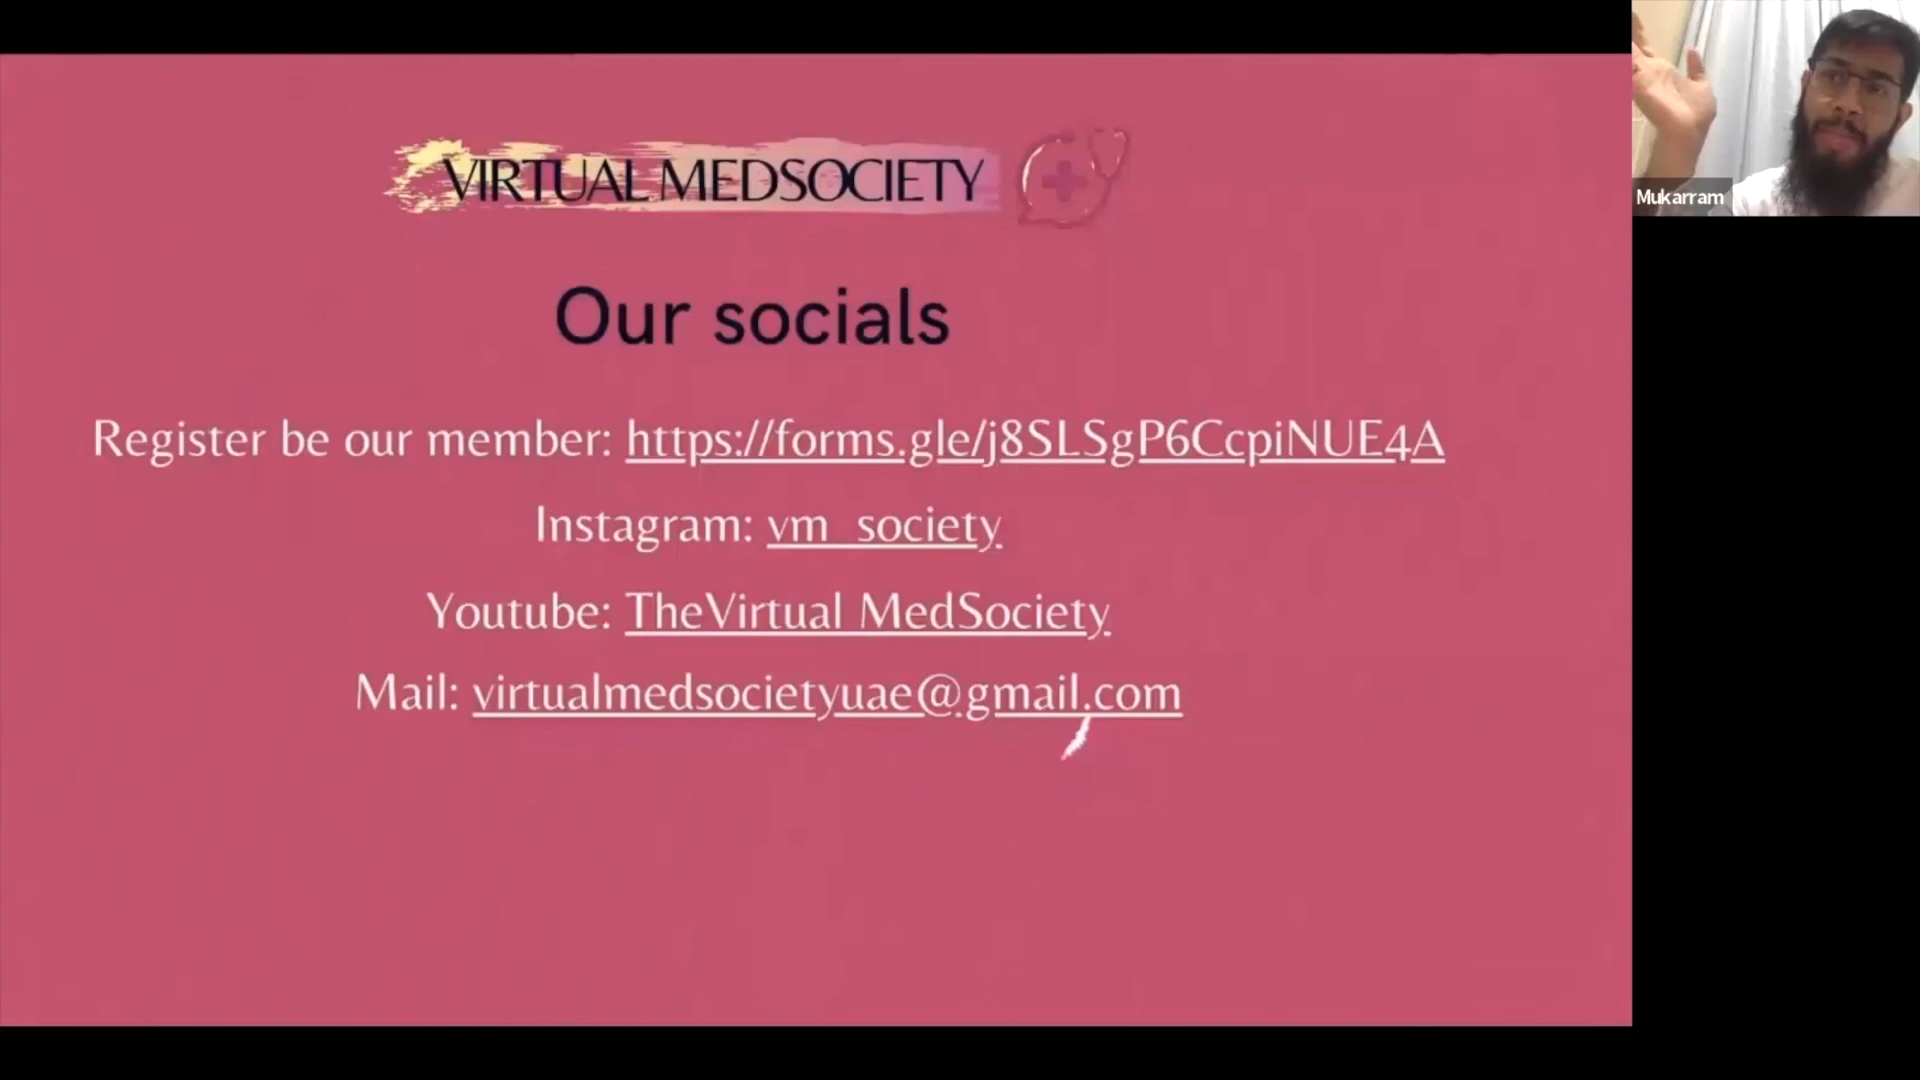 VIRTUAL MEDSOCIETY
Our socials
Register be our member: https://forms.gle/j8SLSgP6CcpiNUE4A
Instagram: vm_society
Youtube: TheVirtual MedSociety
Mail: virtualmedsocietyuae@gmail.com
Mukarram